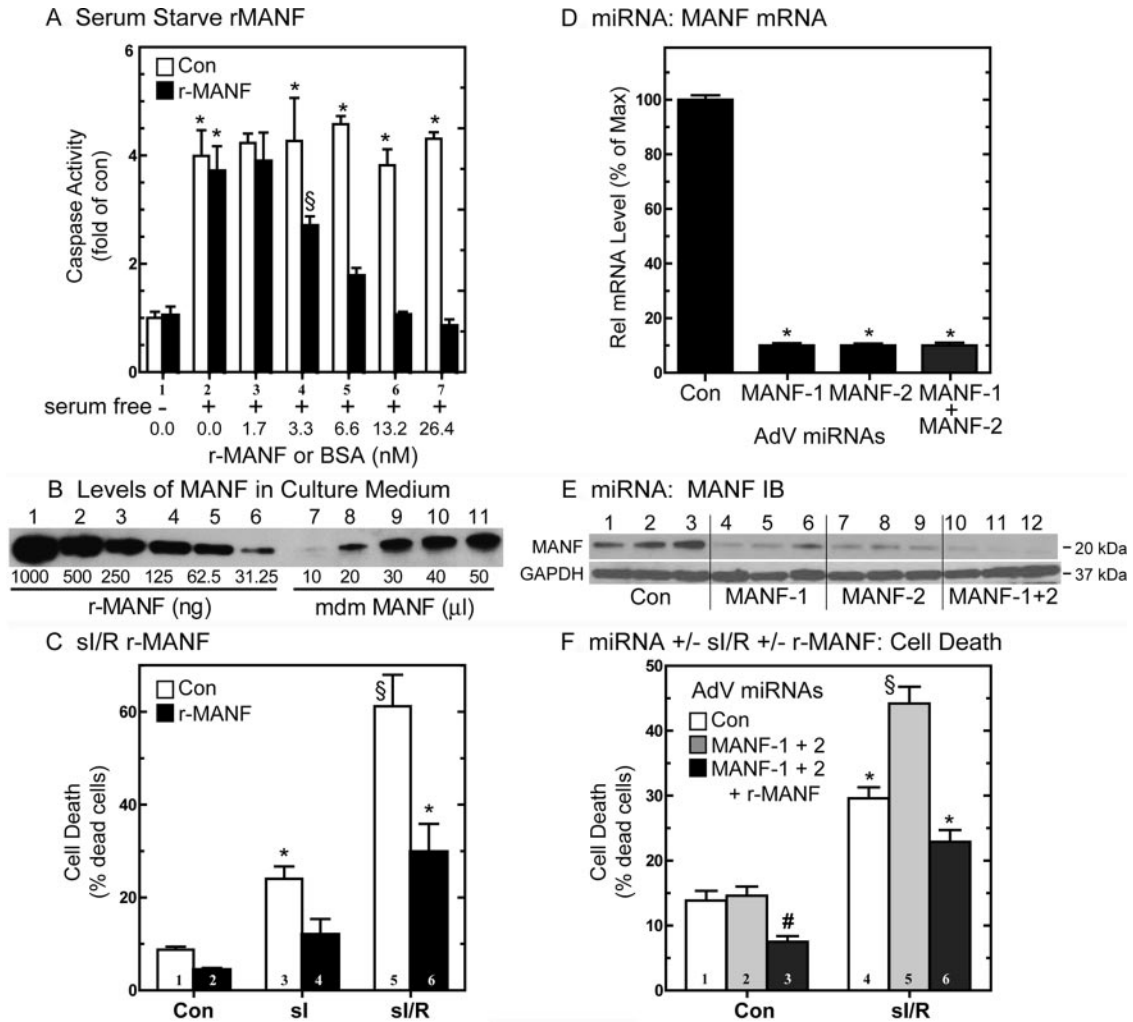 A Serum Starve rMANF
6
4
2
0
Caspase Activity
(fold of con)
Con
r-MANF
* * * § * * *
1 2 3 4 5 6 7
serum free - + + + + + +
0.0 0.0 1.7 3.3 6.6 13.2 26.4
r-MANF or BSA (nM)
B Levels of MANF in Culture Medium
1 2 3 4 5 6 7 8 9 10 11
1000 500 250 125 62.5 31.25 10 20 30 40 50
r-MANF (ng) mdm MANF (µl)
C sI/R r-MANF
60
40
20
0
Cell Death
(% dead cells)
Con
r-MANF
* § *
1 2 3 4 5 6
Con sI sI/R
D miRNA: MANF mRNA
100
80
60
40
20
10
0
Rel mRNA Level (% of Max)
* * *
Con MANF-1 MANF-2 MANF-1
+
MANF-2
AdV miRNAs
E miRNA: MANF IB
1 2 3 4 5 6 7 8 9 10 11 12
MANF - 20 kDa
GAPDH - 37 kDa
Con MANF-1 MANF-2 MANF-1+2
F miRNA +/- sI/R +/- r-MANF: Cell Death
50
40
30
20
10
0
Cell Death
(% dead cells)
AdV miRNAs
Con
MANF-1 + 2
MANF-1 + 2
+ r-MANF
# * § *
1 2 3 4 5 6
Con sI/R